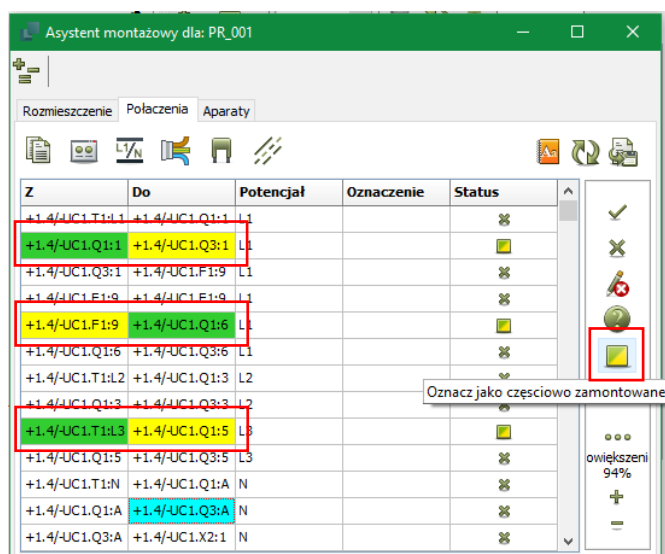 Asystent montażowy dla: PR_001
Rozmieszczenie Połaczenia Aparaty
L1/N
Z Do Potencjał Oznaczenie Status
+1.4/-UC1.T1:L1 +1.4/-UC1.Q1:1 L1
+1.4/-UC1.Q1:1 +1.4/-UC1.Q3:1 L1
+1.4/-UC1.Q3:1 +1.4/-UC1.F1:9 L1
+1.4/-UC1.F1:9 +1.4/-UC1.F1:9 L1
+1.4/-UC1.F1:9 +1.4/-UC1.Q1:6 L1
+1.4/-UC1.Q1:6 +1.4/-UC1.Q3:6 L1
+1.4/-UC1.T1:L2 +1.4/-UC1.Q1:3 L2
Oznacz jako częsciowo zamontowane
+1.4/-UC1.Q1:3 +1.4/-UC1.Q3:3 L2
+1.4/-UC1.T1:L3 +1.4/-UC1.Q1:5 L3
+1.4/-UC1.Q1:5 +1.4/-UC1.Q3:5 L3
+1.4/-UC1.T1:N +1.4/-UC1.Q1:A N
+1.4/-UC1.Q1:A +1.4/-UC1.Q3:A N
+1.4/-UC1.Q3:A +1.4/-UC1.X2:1 N
owiększeni
94%